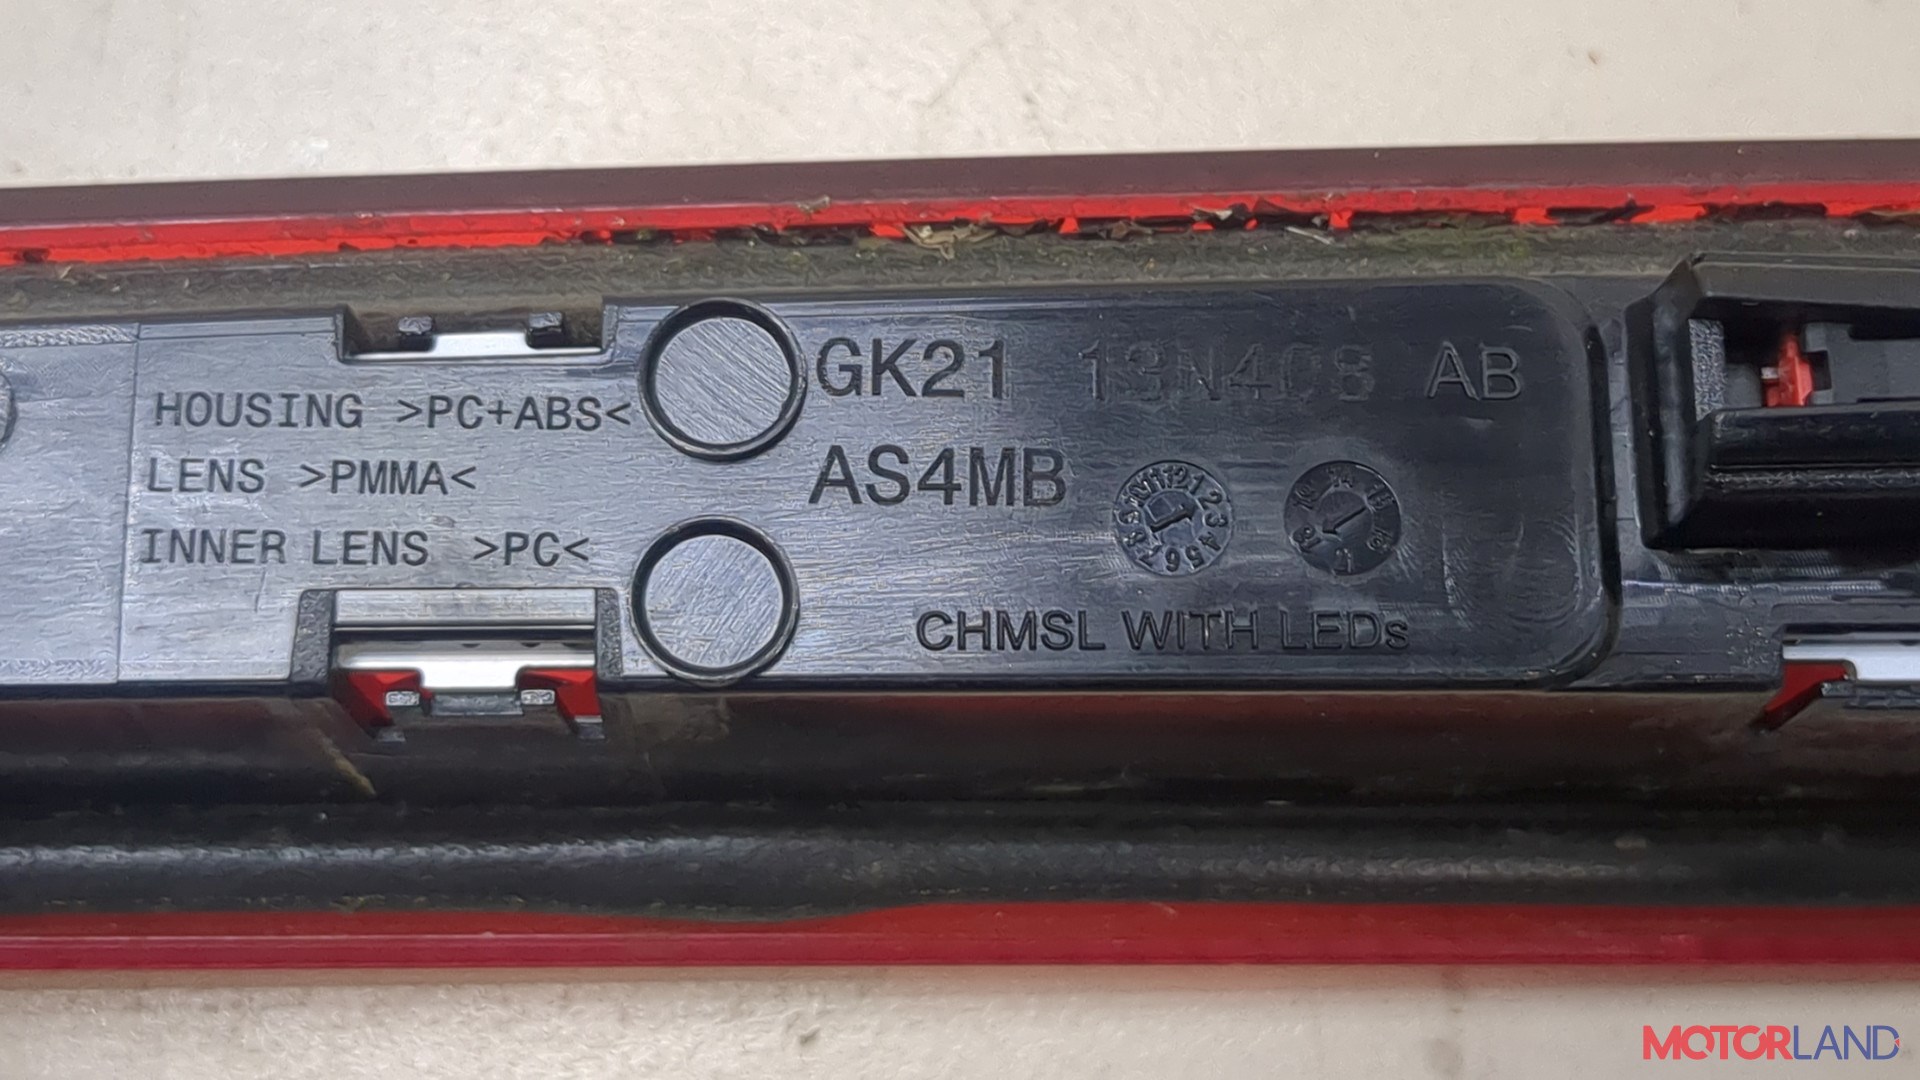 GK21 13N408 AB
HOUSING >PC+ABS<
LENS >PMMA<
AS4MB
INNER LENS >PC<
CHMSL WITH LEDs
MOTORLAND